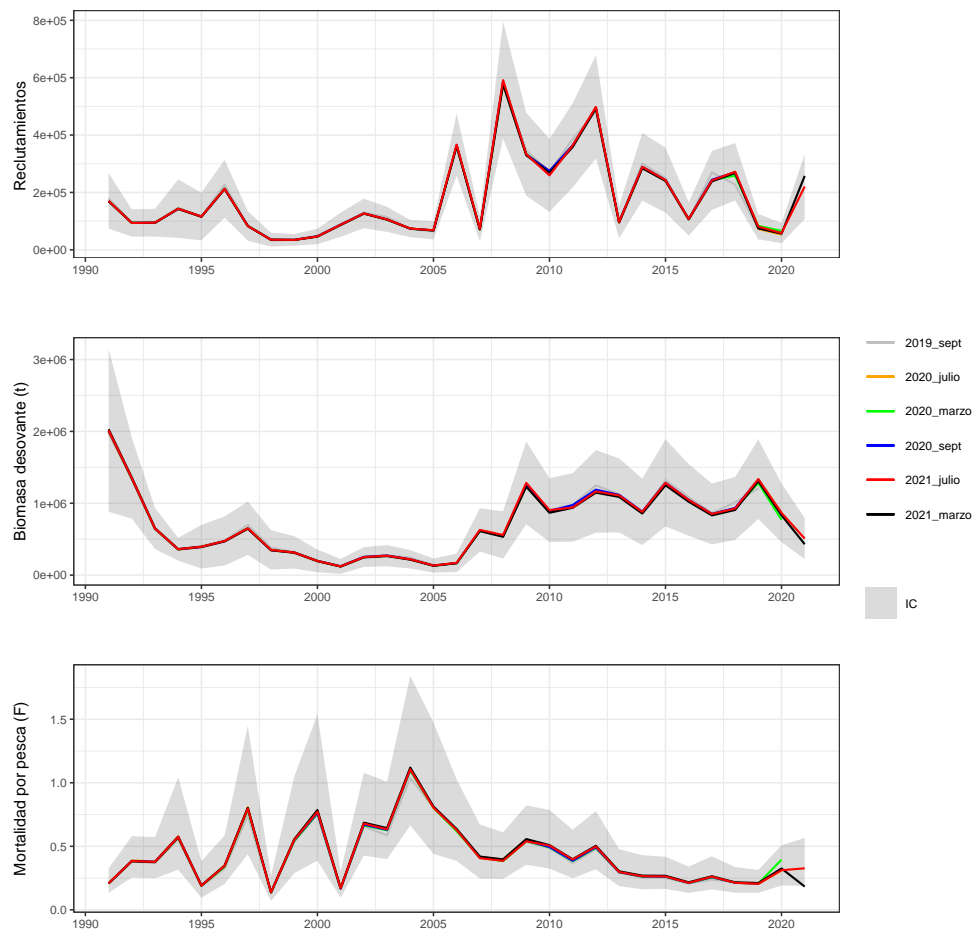 Reclutamientos
8e+05
6e+05
4e+05
2e+05
0e+00
1990 1995 2000 2005 2010 2015 2020
Biomasa desovante (t)
3e+06
2e+06
1e+06
0e+00
1990 1995 2000 2005 2010 2015 2020
2019_sept
2020_julio
2020_marzo
2020_sept
2021_julio
2021_marzo
IC
Mortalidad por pesca (F)
1.5
1.0
0.5
0.0
1990 1995 2000 2005 2010 2015 2020